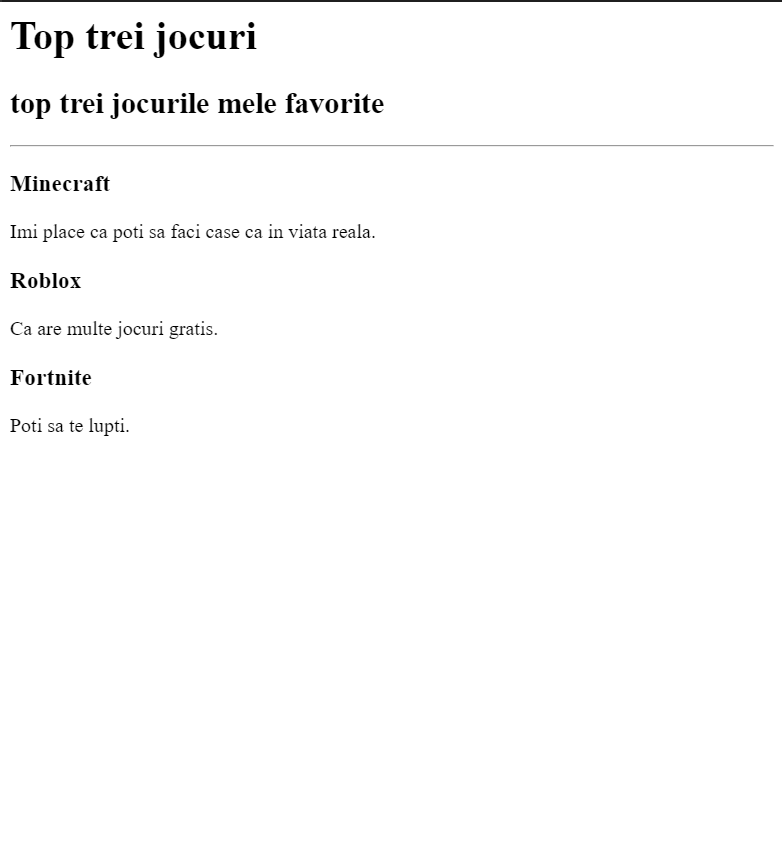 Top trei jocuri
top trei jocurile mele favorite
Minecraft
Imi place ca poti sa faci case ca in viata reala.
Roblox
Ca are multe jocuri gratis.
Fortnite
Poti sa te lupti.